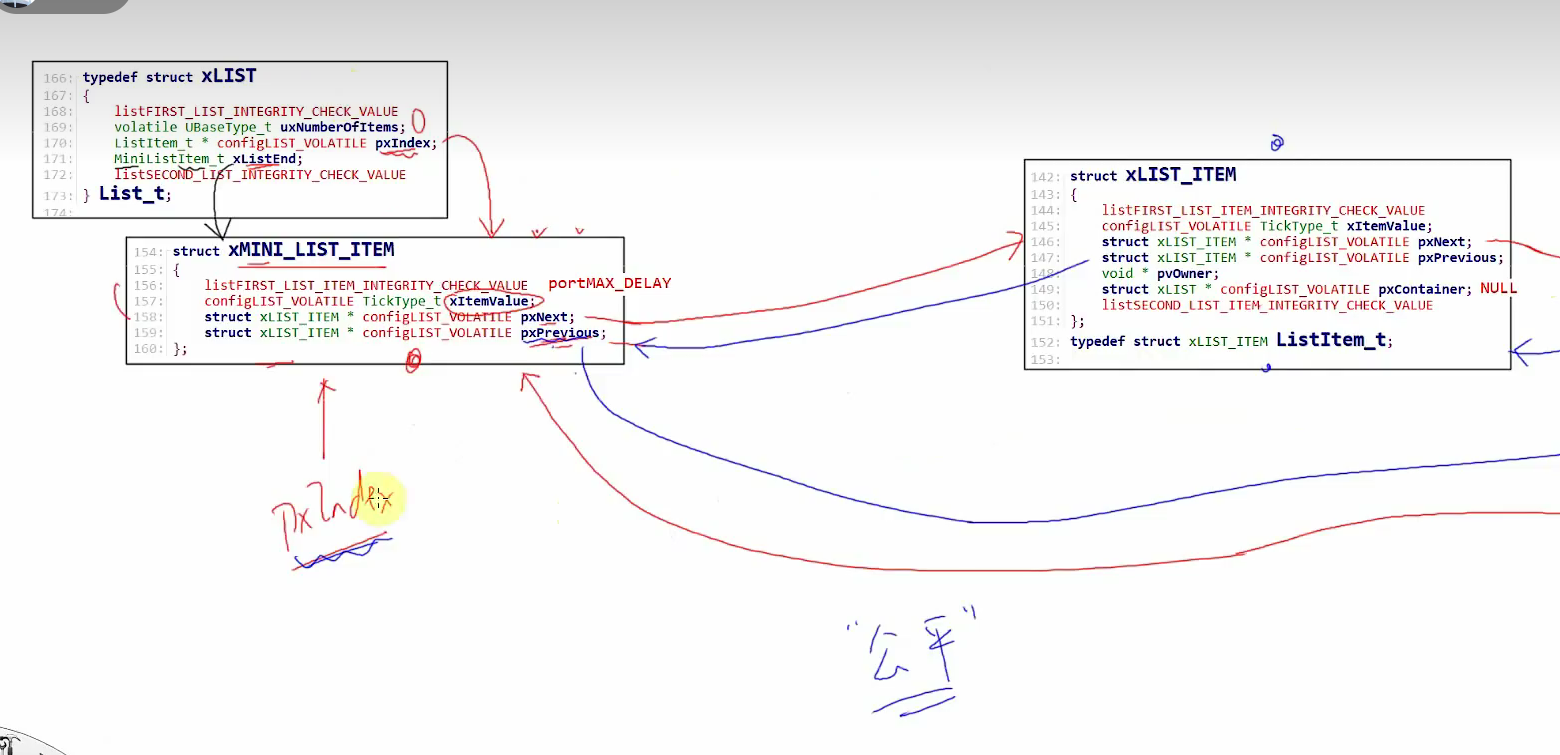 166: typedef struct xLIST
167: {
168: listFIRST_LIST_INTEGRITY_CHECK_VALUE
169: volatile UBaseType_t uxNumberOfItems; 0
170: ListItem_t * configLIST_VOLATILE pxIndex;
171: MiniListItem_t xListEnd;
172: listSECOND_LIST_INTEGRITY_CHECK_VALUE
173: } List_t;
174:
154: struct xMINI_LIST_ITEM
155: {
156: listFIRST_LIST_ITEM_INTEGRITY_CHECK_VALUE
157: configLIST_VOLATILE TickType_t xItemValue;
portMAX_DELAY
158: struct xLIST_ITEM * configLIST_VOLATILE pxNext;
159: struct xLIST_ITEM * configLIST_VOLATILE pxPrevious;
160: };
142: struct xLIST_ITEM
143: {
144: listFIRST_LIST_ITEM_INTEGRITY_CHECK_VALUE
145: configLIST_VOLATILE TickType_t xItemValue;
146: struct xLIST_ITEM * configLIST_VOLATILE pxNext;
147: struct xLIST_ITEM * configLIST_VOLATILE pxPrevious;
148: void * pvOwner;
149: struct xLIST * configLIST_VOLATILE pxContainer; NULL
150: listSECOND_LIST_ITEM_INTEGRITY_CHECK_VALUE
151: };
152: typedef struct xLIST_ITEM ListItem_t;
153:
pxIndex
"公平"